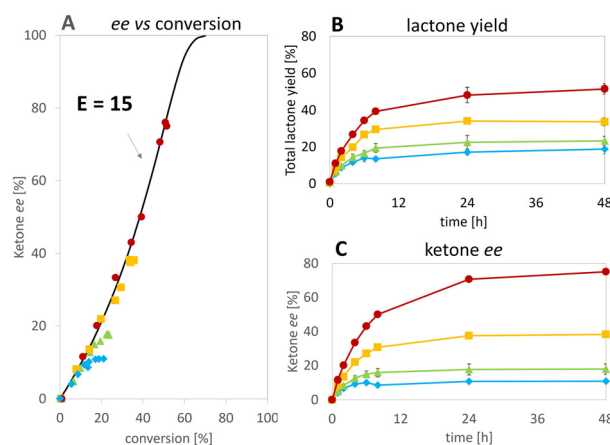 A
ee vs conversion
100
80
60
40
20
0
0 20 40 60 80 100
Ketone ee [%]
conversion [%]
E = 15
B
lactone yield
80
60
40
20
0
0 12 24 36 48
Total lactone yield [%]
time [h]
C
ketone ee
80
60
40
20
0
0 12 24 36 48
Ketone ee [%]
time [h]